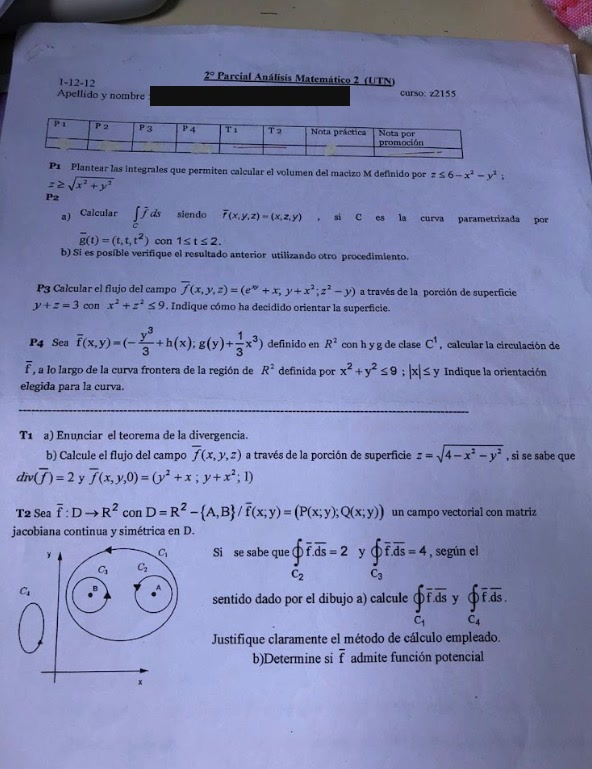 2° Parcial Análisis Matemático 2 (UTN)
1-12-12
Apellido y nombre : curso: z2155
P 1 P 2 P 3 P 4 T 1 T 2 Nota práctica Nota por promoción
P1 Plantear las integrales que permiten calcular el volumen del macizo M definido por z ≤ 6 − x² − y² ;
z ≥ √(x² + y²)
P2
a) Calcular ∫_C f̄ ds siendo f̄(x, y, z) = (x, z, y) , si C es la curva parametrizada por
ḡ(t) = (t, t, t²) con 1 ≤ t ≤ 2.
b) Si es posible verifique el resultado anterior utilizando otro procedimiento.
P3 Calcular el flujo del campo f̄(x, y, z) = (e^xy + x; y + x²; z² − y) a través de la porción de superficie
y + z = 3 con x² + z² ≤ 9. Indique cómo ha decidido orientar la superficie.
P4 Sea f̄(x, y) = (−y³/3 + h(x); g(y) + 1/3 x³) definido en R² con h y g de clase C¹, calcular la circulación de
f̄, a lo largo de la curva frontera de la región de R² definida por x² + y² ≤ 9 ; |x| ≤ y Indique la orientación
elegida para la curva.
T1 a) Enunciar el teorema de la divergencia.
b) Calcule el flujo del campo f̄(x, y, z) a través de la porción de superficie z = √(4 − x² − y²) , si se sabe que
div(f̄) = 2 y f̄(x, y, 0) = (y² + x ; y + x²; 1)
T2 Sea f̄ : D → R² con D = R² − {A, B} / f̄(x; y) = (P(x; y); Q(x; y)) un campo vectorial con matriz
jacobiana continua y simétrica en D.
y C₁ C₃ C₂ B A C₄ x
Si se sabe que ∮_C₂ f̄.ds = 2 y ∮_C₃ f̄.ds = 4 , según el
sentido dado por el dibujo a) calcule ∮_C₁ f̄.ds y ∮_C₄ f̄.ds.
Justifique claramente el método de cálculo empleado.
b)Determine si f̄ admite función potencial